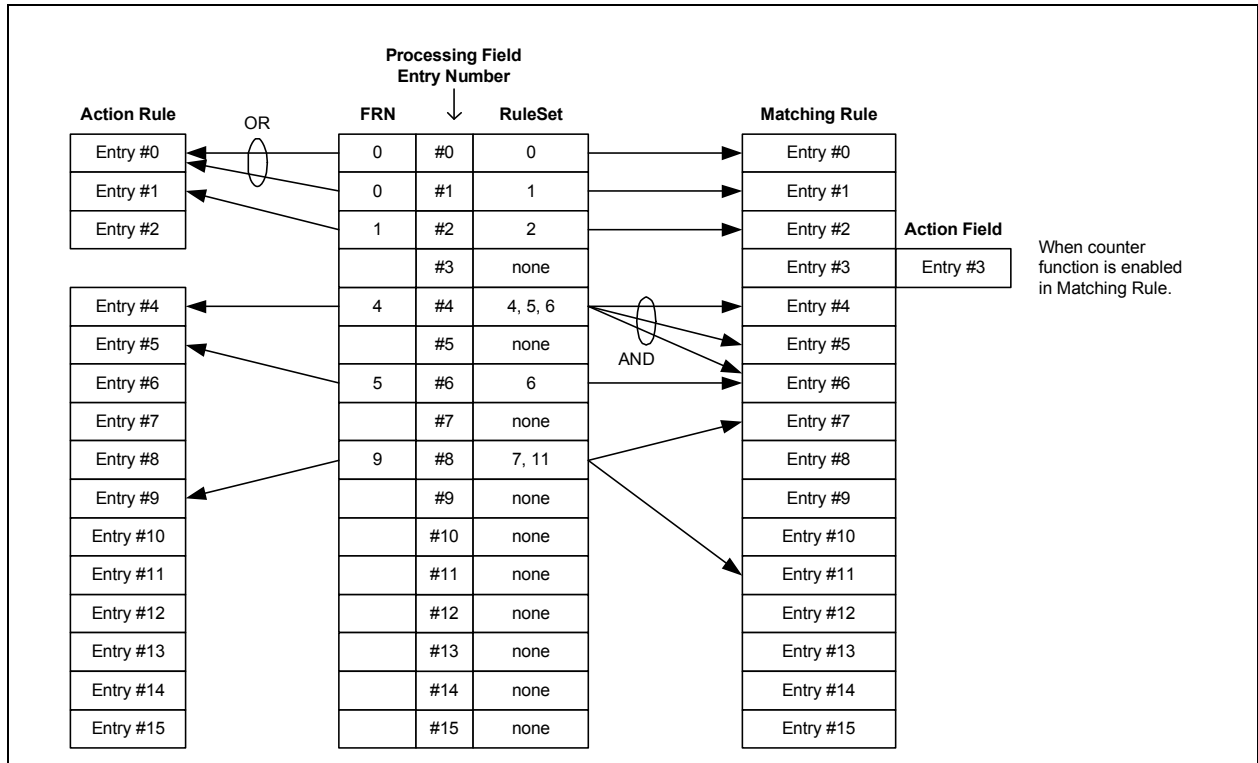 Processing Field
Entry Number
Action Rule
OR
FRN
RuleSet
Matching Rule
Entry #0 0 #0 0 Entry #0
Entry #1 0 #1 1 Entry #1
Entry #2 1 #2 2 Entry #2
Action Field
#3 none Entry #3 Entry #3
When counter
function is enabled
in Matching Rule.
Entry #4 4 #4 4, 5, 6 Entry #4
Entry #5 #5 none Entry #5
AND
Entry #6 5 #6 6 Entry #6
Entry #7 #7 none Entry #7
Entry #8 9 #8 7, 11 Entry #8
Entry #9 #9 none Entry #9
Entry #10 #10 none Entry #10
Entry #11 #11 none Entry #11
Entry #12 #12 none Entry #12
Entry #13 #13 none Entry #13
Entry #14 #14 none Entry #14
Entry #15 #15 none Entry #15